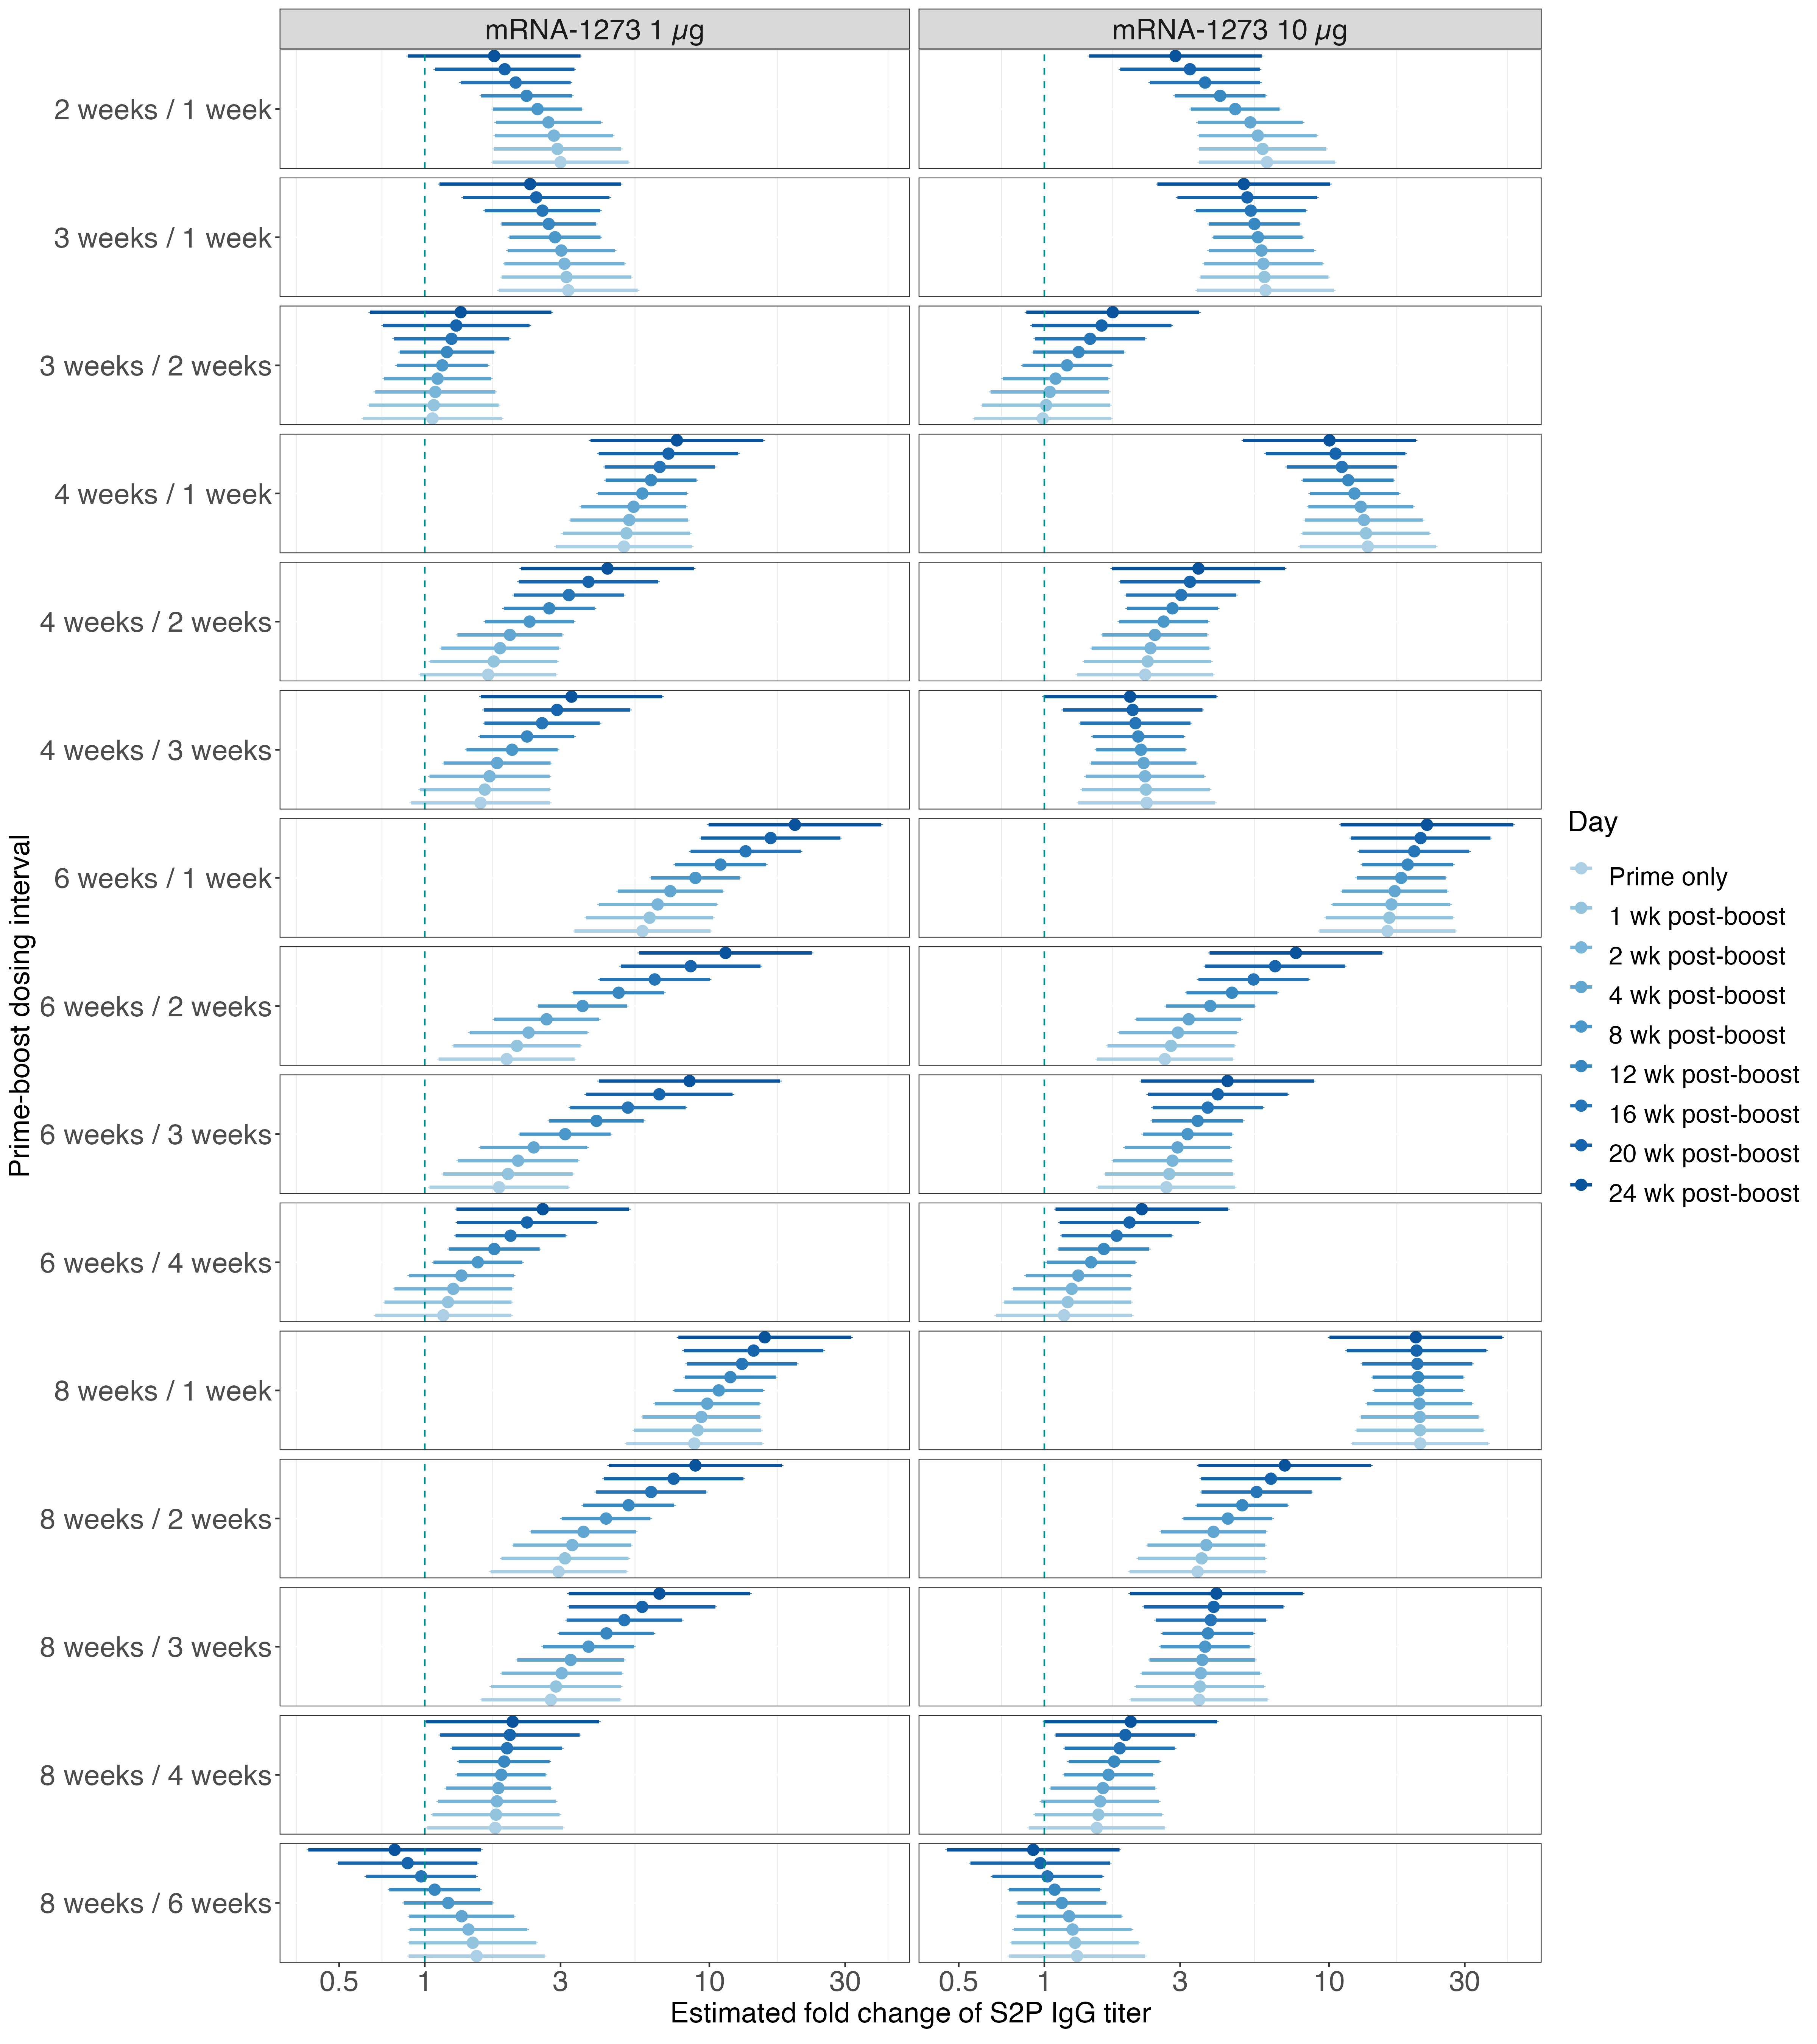 mRNA-1273 1 µg
mRNA-1273 10 µg
Prime-boost dosing interval
2 weeks / 1 week
3 weeks / 1 week
3 weeks / 2 weeks
4 weeks / 1 week
4 weeks / 2 weeks
4 weeks / 3 weeks
6 weeks / 1 week
6 weeks / 2 weeks
6 weeks / 3 weeks
6 weeks / 4 weeks
8 weeks / 1 week
8 weeks / 2 weeks
8 weeks / 3 weeks
8 weeks / 4 weeks
8 weeks / 6 weeks
0.5 1 3 10 30
0.5 1 3 10 30
Estimated fold change of S2P IgG titer
Day
Prime only
1 wk post-boost
2 wk post-boost
4 wk post-boost
8 wk post-boost
12 wk post-boost
16 wk post-boost
20 wk post-boost
24 wk post-boost